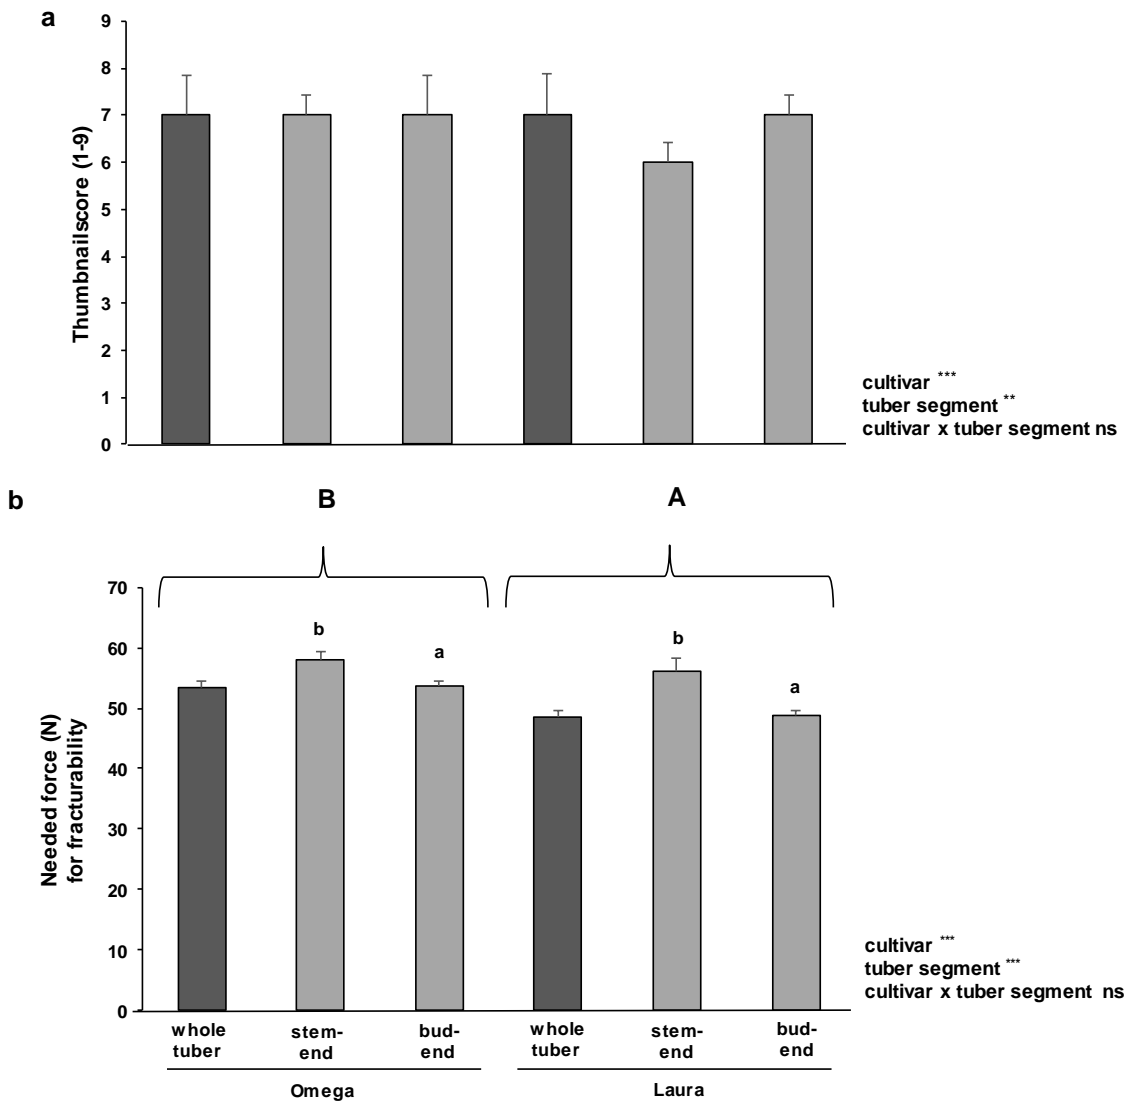 a
9
8
7
6
5
4
3
2
1
0
Thumbnailscore (1-9)
cultivar ***
tuber segment **
cultivar x tuber segment ns
b
B
A
70
60
50
40
30
20
10
0
Needed force (N)
for fracturability
b
a
b
a
cultivar ***
tuber segment ***
cultivar x tuber segment ns
whole
tuber
stem-
end
bud-
end
whole
tuber
stem-
end
bud-
end
Omega
Laura